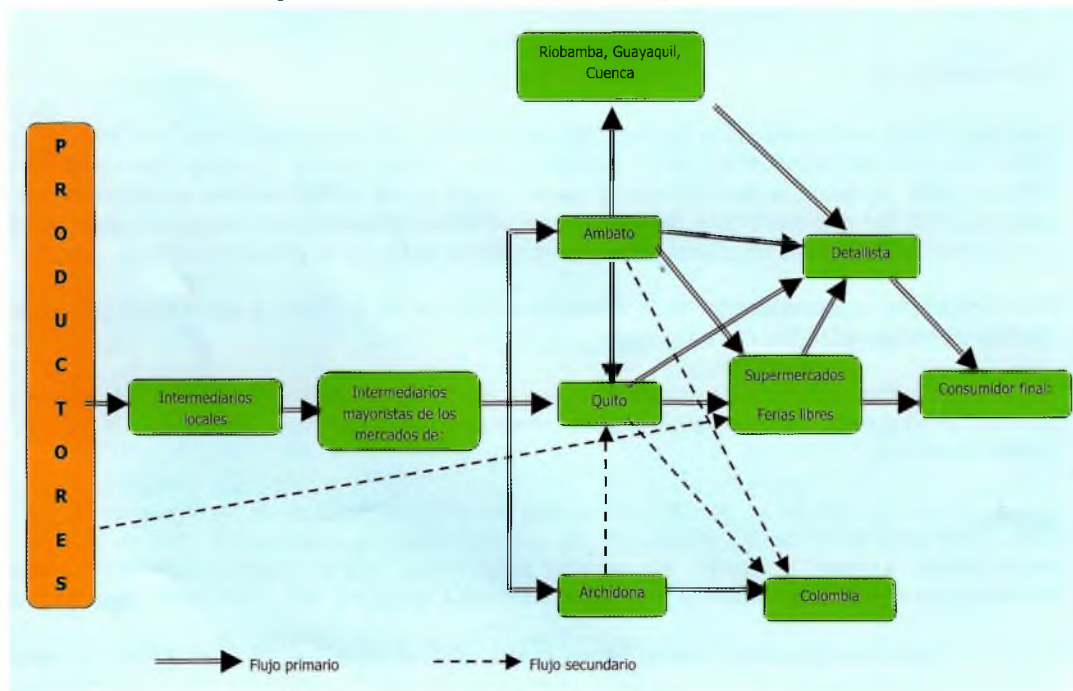 Riobamba, Guayaquil,
Cuenca
P
R
O
D
U
C
T
O
R
E
S
Ambato
Detallista
Intermediarios
locales
Intermediarios
mayoristas de los
mercados de:
Quito
Supermercados
Ferias libres
Consumidor final:
Archidona
Colombia
Flujo primario
Flujo secundario